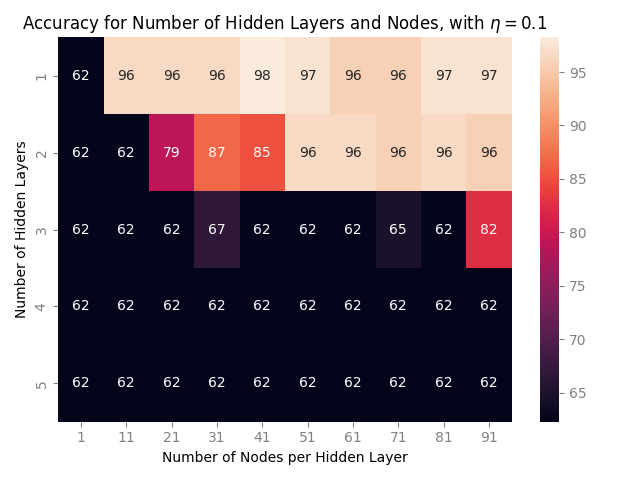 Accuracy for Number of Hidden Layers and Nodes, with η = 0.1
1 62 96 96 96 98 97 96 96 97 97
2 62 62 79 87 85 96 96 96 96 96
3 62 62 62 67 62 62 62 65 62 82
4 62 62 62 62 62 62 62 62 62 62
5 62 62 62 62 62 62 62 62 62 62
1 11 21 31 41 51 61 71 81 91
Number of Nodes per Hidden Layer
Number of Hidden Layers
95
90
85
80
75
70
65